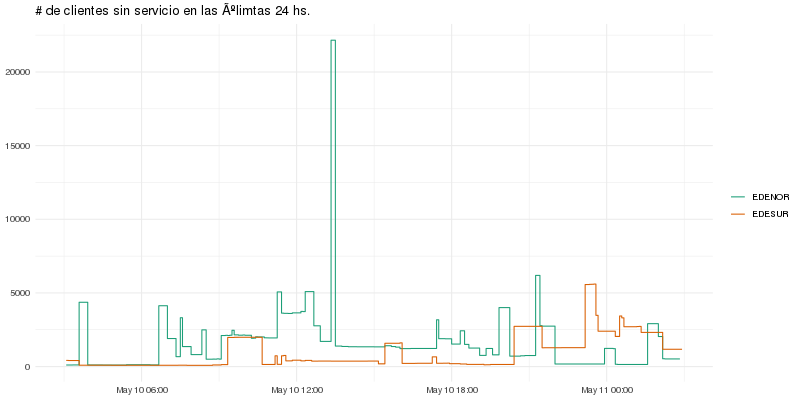 # de clientes sin servicio en las Ãºlimtas 24 hs.
20000
15000
10000
5000
0
May 10 06:00
May 10 12:00
May 10 18:00
May 11 00:00
EDENOR
EDESUR